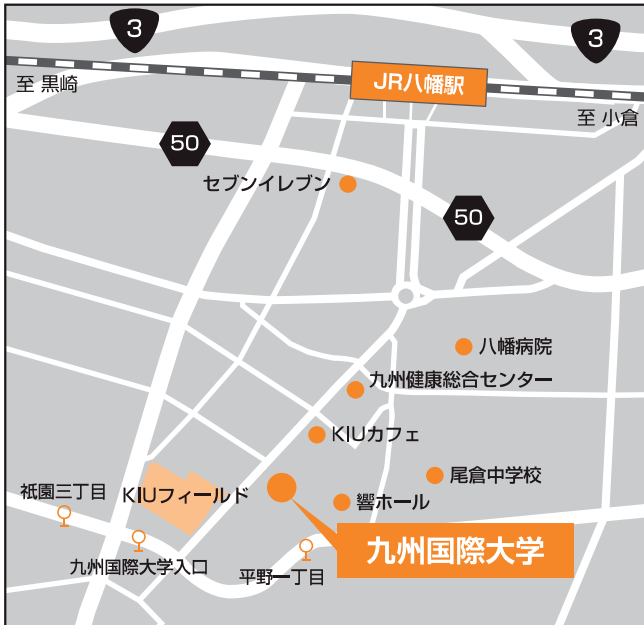 3
3
JR八幡駅
至 黒崎
至 小倉
50
セブンイレブン
50
八幡病院
九州健康総合センター
KIUカフェ
尾倉中学校
祇園三丁目
KIUフィールド
響ホール
九州国際大学
九州国際大学入口
平野一丁目